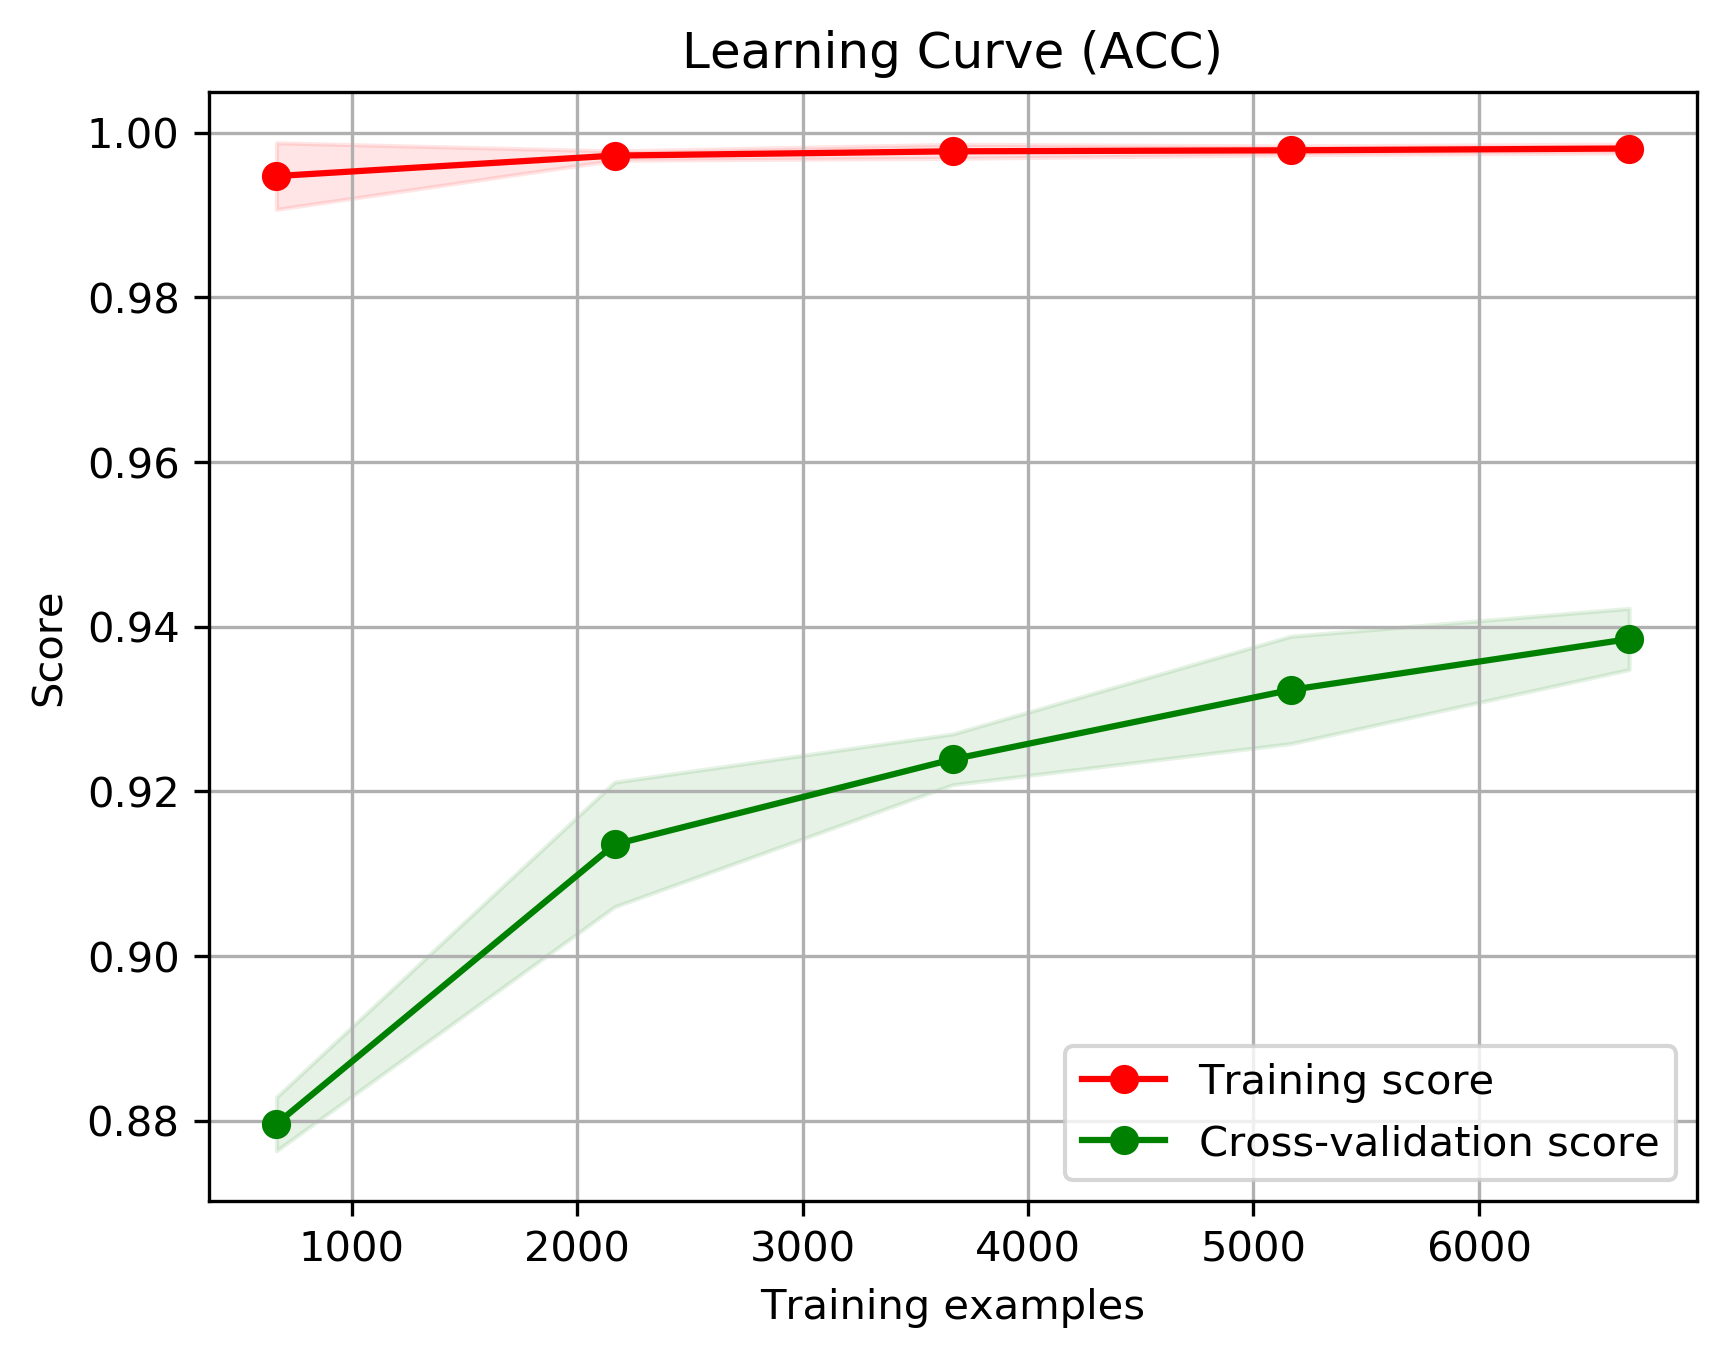 Learning Curve (ACC)
1.00
0.98
0.96
0.94
0.92
0.90
0.88
Score
Training score
Cross-validation score
1000 2000 3000 4000 5000 6000
Training examples